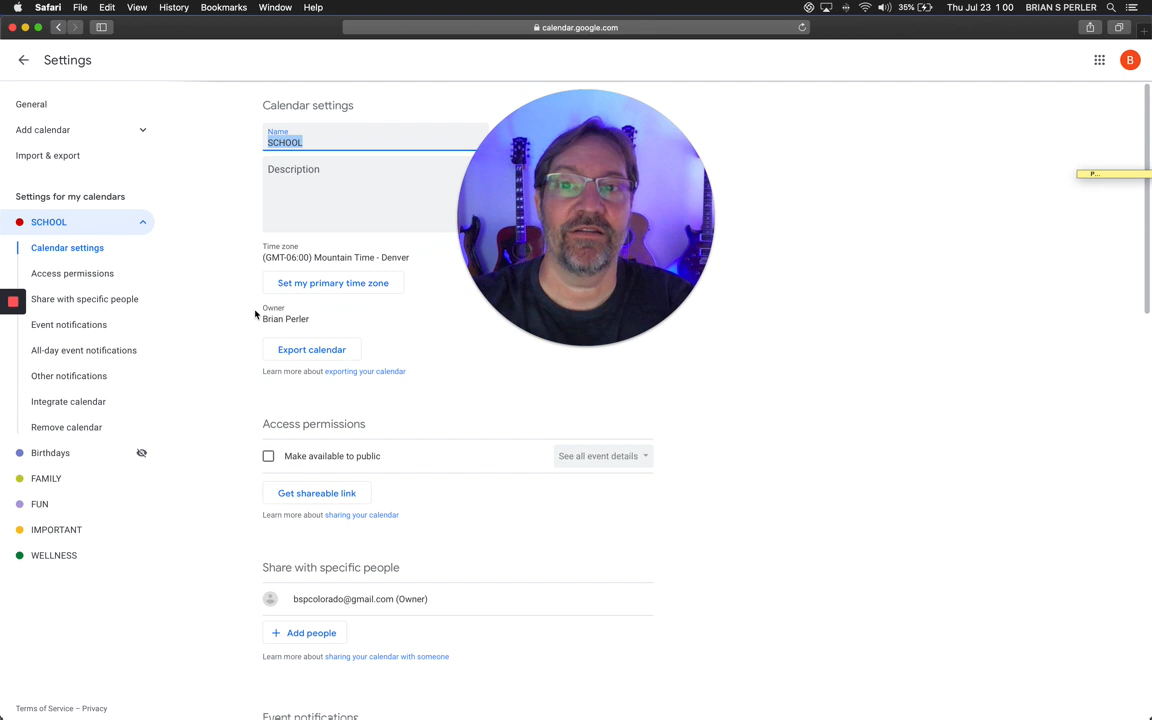 Safari File Edit View History Bookmarks Window Help 35% Thu Jul 23 1 00 BRIAN S PERLER
calendar.google.com
Settings
B
General
Add calendar
Import & export
Settings for my calendars
SCHOOL
Calendar settings
Access permissions
Share with specific people
Event notifications
All-day event notifications
Other notifications
Integrate calendar
Remove calendar
Birthdays
FAMILY
FUN
IMPORTANT
WELLNESS
Terms of Service – Privacy
Calendar settings
Name
SCHOOL
Description
Time zone
(GMT-06:00) Mountain Time - Denver
Set my primary time zone
Owner
Brian Perler
Export calendar
Learn more about exporting your calendar
Access permissions
Make available to public See all event details
Get shareable link
Learn more about sharing your calendar
Share with specific people
bspcolorado@gmail.com (Owner)
+ Add people
Learn more about sharing your calendar with someone
Event notifications
P...